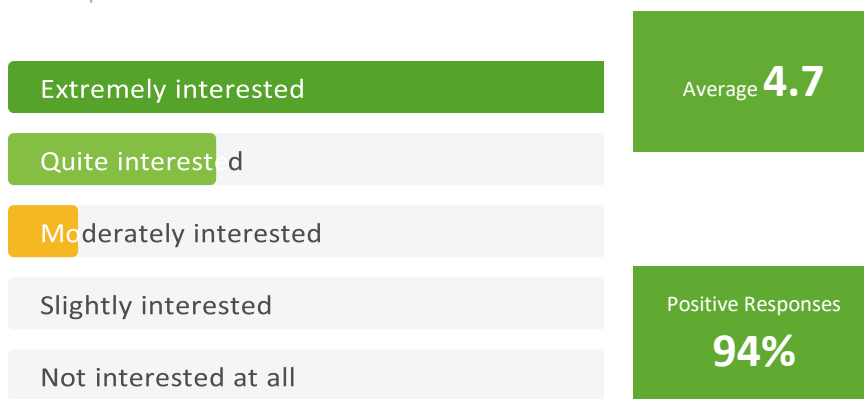 Extremely interested
Average 4.7
Quite interested
Moderately interested
Slightly interested
Positive Responses
94%
Not interested at all